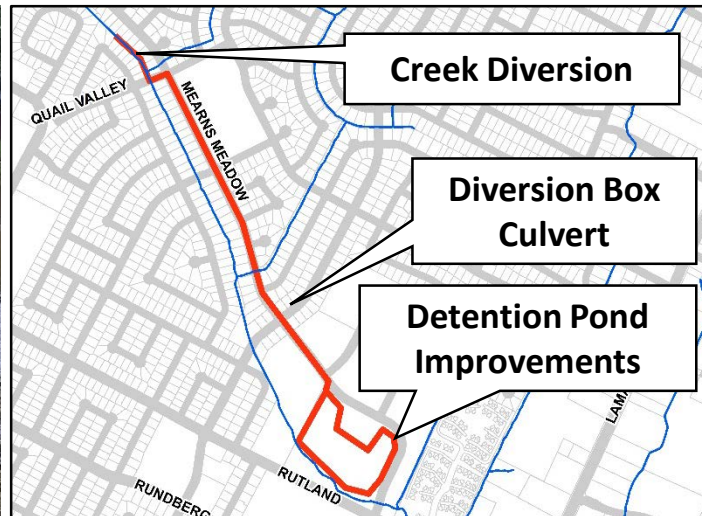 Creek Diversion
QUAIL VALLEY
MEARNS MEADOW
Diversion Box
Culvert
Detention Pond
Improvements
RUTLAND